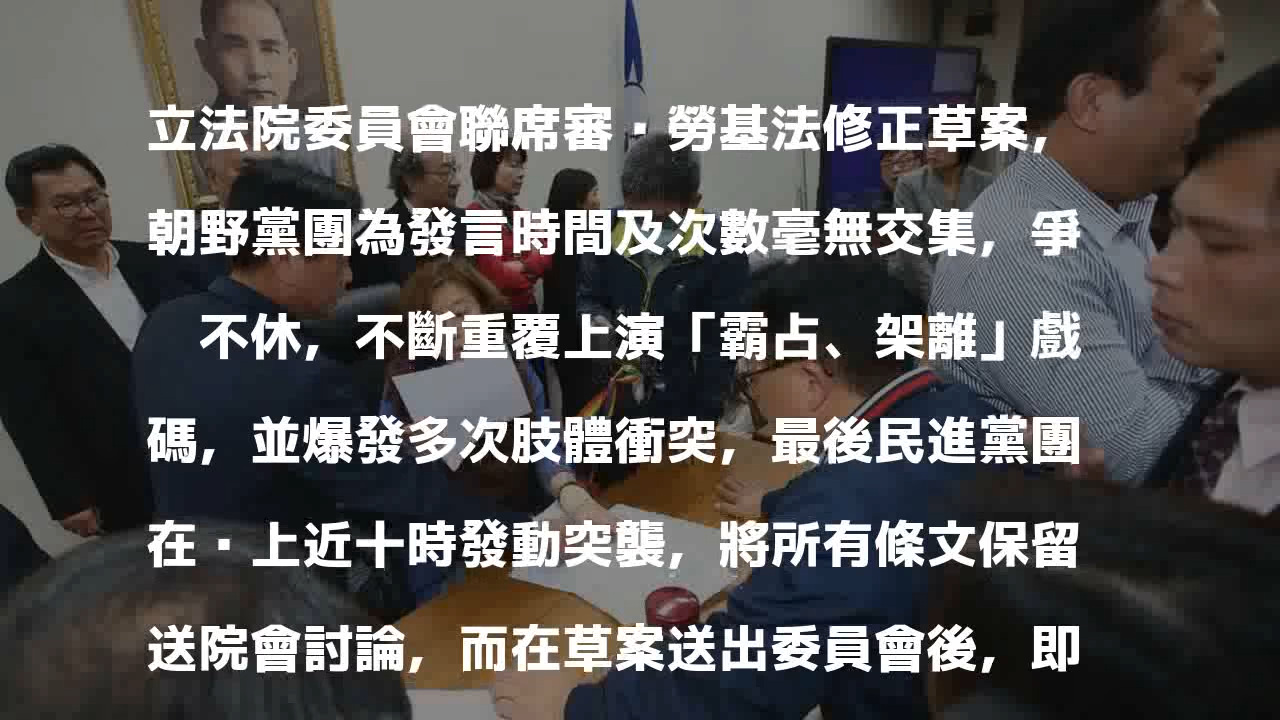 立法院委員會聯席審·勞基法修正草案，
朝野黨團為發言時間及次數毫無交集，爭
不休，不斷重覆上演「霸占、架離」戲
碼，並爆發多次肢體衝突，最後民進黨團
在·上近十時發動突襲，將所有條文保留
送院會討論，而在草案送出委員會後，即